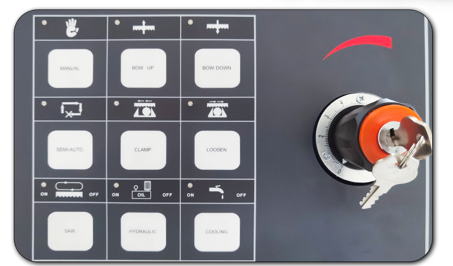 MANUAL BOW UP BOW DOWN
SEMI-AUTO CLAMP LOOSEN
ON OFF ON OIL OFF ON OFF
SAW HYDRAULIC COOLING